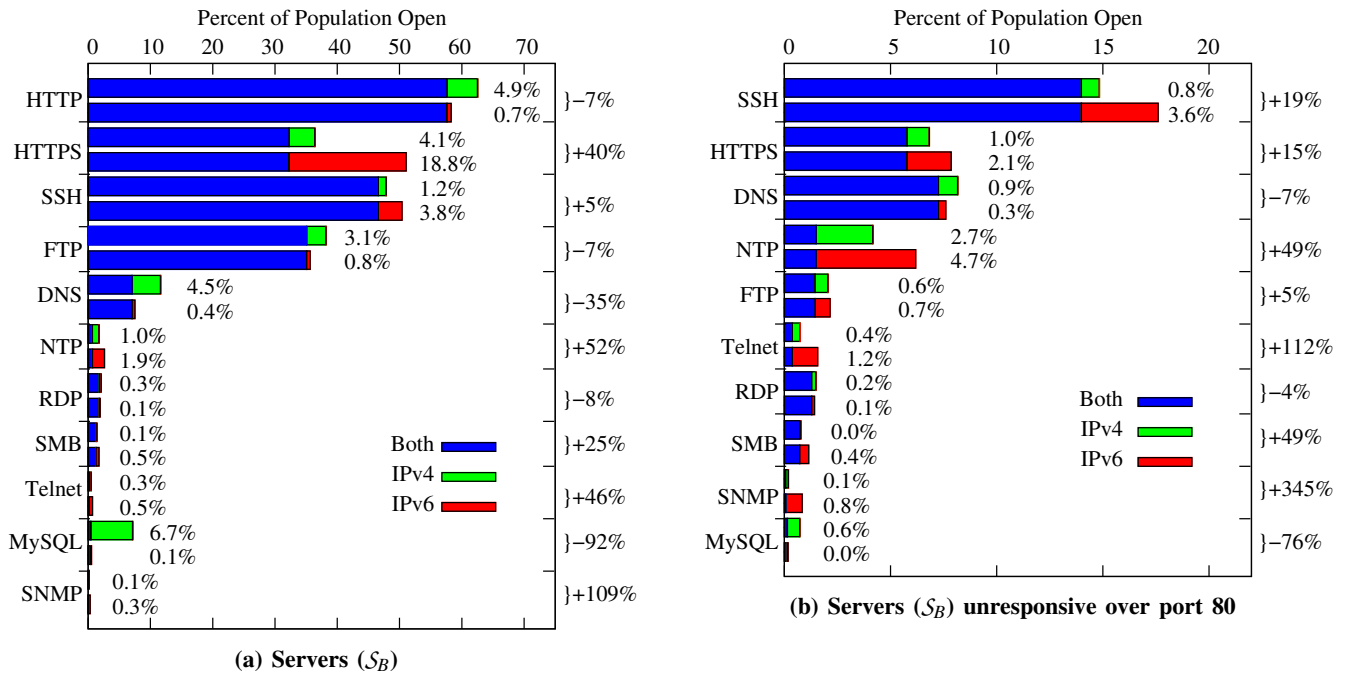 Percent of Population Open
0 10 20 30 40 50 60 70
HTTP
4.9%
0.7%
}−7%
HTTPS
4.1%
18.8%
}+40%
SSH
1.2%
3.8%
}+5%
FTP
3.1%
0.8%
}−7%
DNS
4.5%
0.4%
}−35%
NTP
1.0%
1.9%
}+52%
RDP
0.3%
0.1%
}−8%
SMB
0.1%
0.5%
}+25%
Telnet
0.3%
0.5%
}+46%
MySQL
6.7%
0.1%
}−92%
SNMP
0.1%
0.3%
}+109%
Both
IPv4
IPv6
(a) Servers (S_B)
Percent of Population Open
0 5 10 15 20
SSH
0.8%
3.6%
}+19%
HTTPS
1.0%
2.1%
}+15%
DNS
0.9%
0.3%
}−7%
NTP
2.7%
4.7%
}+49%
FTP
0.6%
0.7%
}+5%
Telnet
0.4%
1.2%
}+112%
RDP
0.2%
0.1%
}−4%
SMB
0.0%
0.4%
}+49%
SNMP
0.1%
0.8%
}+345%
MySQL
0.6%
0.0%
}−76%
Both
IPv4
IPv6
(b) Servers (S_B) unresponsive over port 80